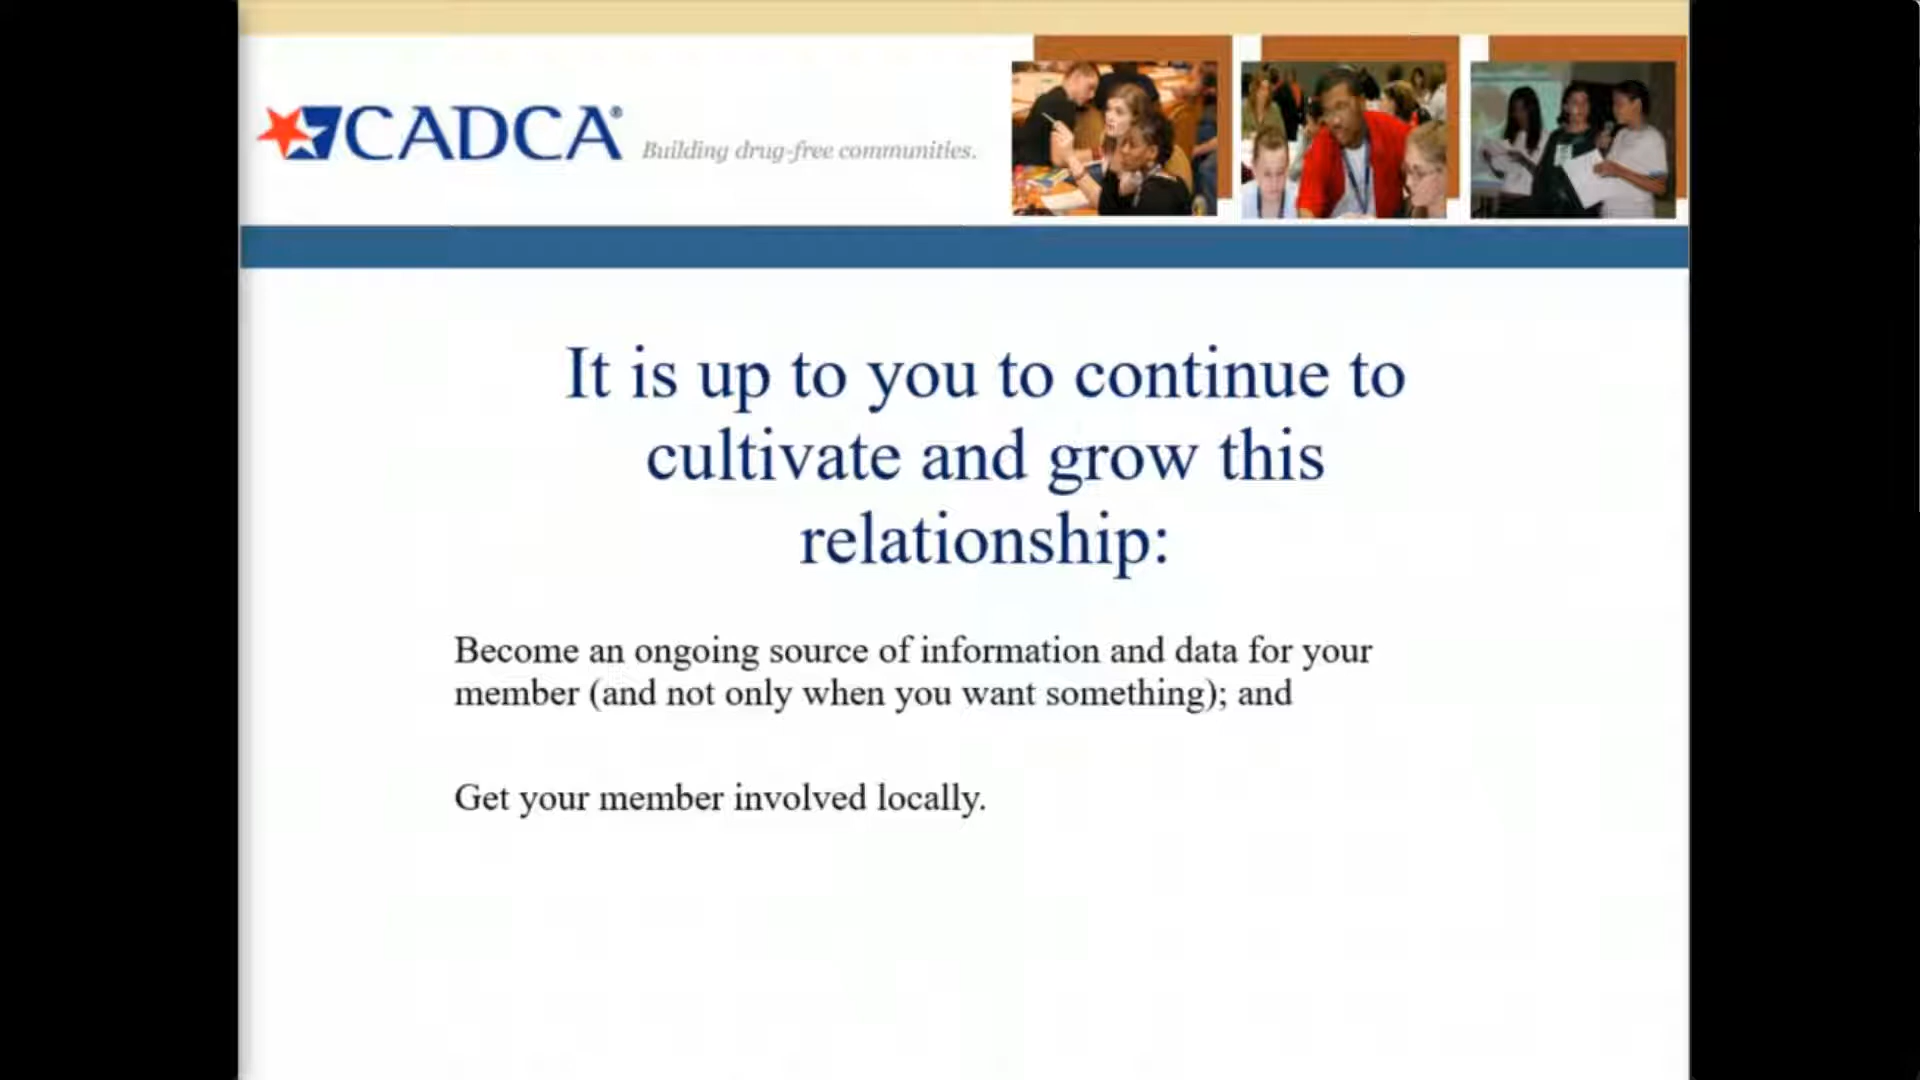 CADCA®
Building drug-free communities.
It is up to you to continue to
cultivate and grow this
relationship:
Become an ongoing source of information and data for your
member (and not only when you want something); and
Get your member involved locally.